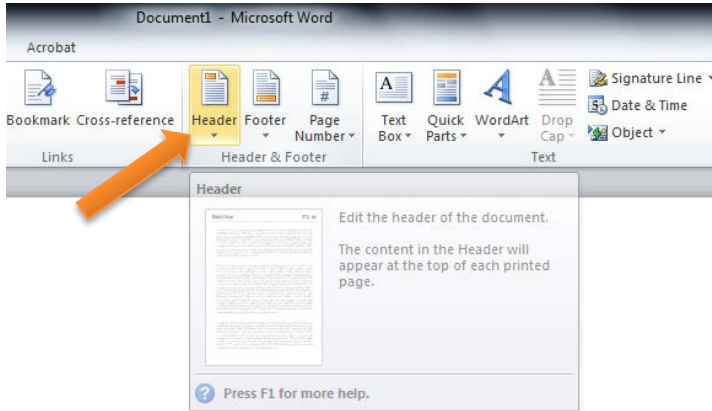 Document1 - Microsoft Word
Acrobat
Bookmark Cross-reference
Links
Header Footer Page Number
Header & Footer
Text Box Quick Parts WordArt Drop Cap
Signature Line
Date & Time
Object
Text
Header
Edit the header of the document.
The content in the Header will
appear at the top of each printed
page.
Press F1 for more help.